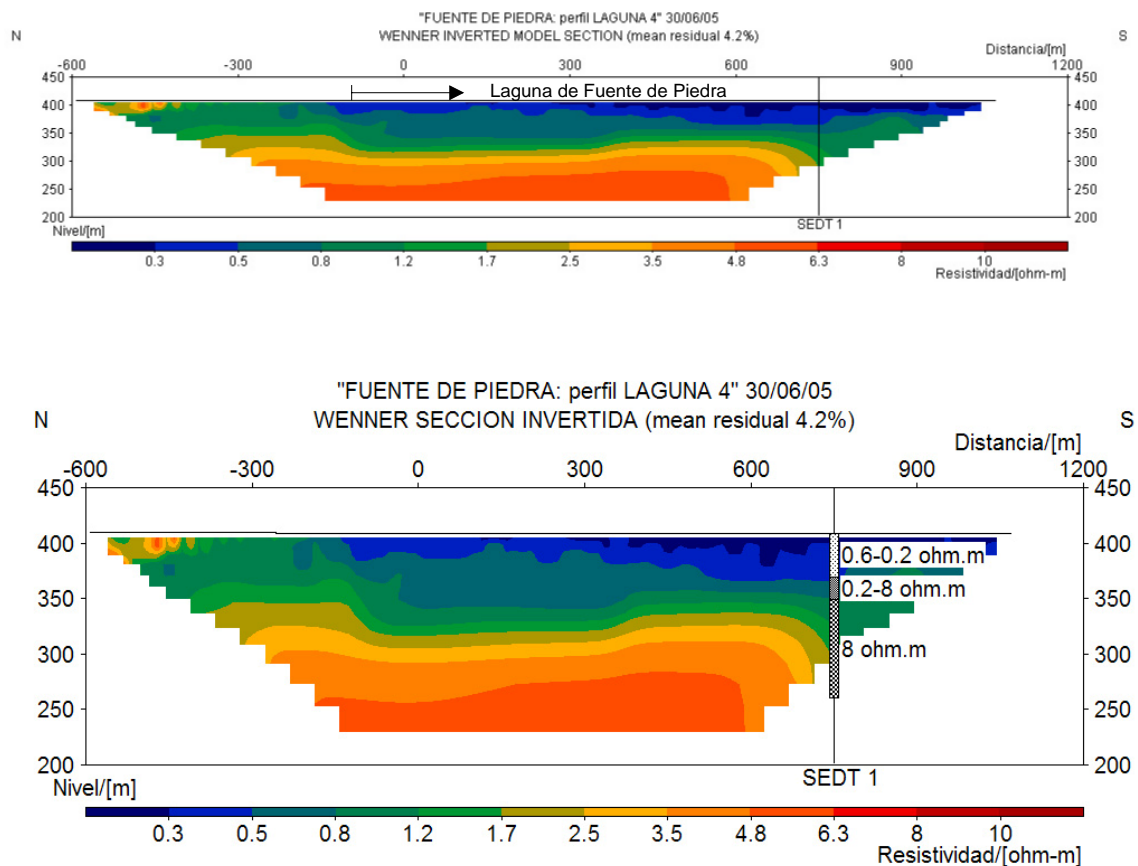 "FUENTE DE PIEDRA: perfil LAGUNA 4" 30/06/05
N WENNER INVERTED MODEL SECTION (mean residual 4.2%) S
Distancia/[m]
-600 -300 0 300 600 900 1200
450 450
Laguna de Fuente de Piedra
400 400
350 350
300 300
250 250
200 200
Nivel/[m] SEDT 1
0.3 0.5 0.8 1.2 1.7 2.5 3.5 4.8 6.3 8 10
Resistividad/[ohm-m]
"FUENTE DE PIEDRA: perfil LAGUNA 4" 30/06/05
N WENNER SECCION INVERTIDA (mean residual 4.2%) S
Distancia/[m]
-600 -300 0 300 600 900 1200
450 450
400 0.6-0.2 ohm.m 400
350 0.2-8 ohm.m 350
300 8 ohm.m 300
250 250
200 200
Nivel/[m] SEDT 1
0.3 0.5 0.8 1.2 1.7 2.5 3.5 4.8 6.3 8 10
Resistividad/[ohm-m]